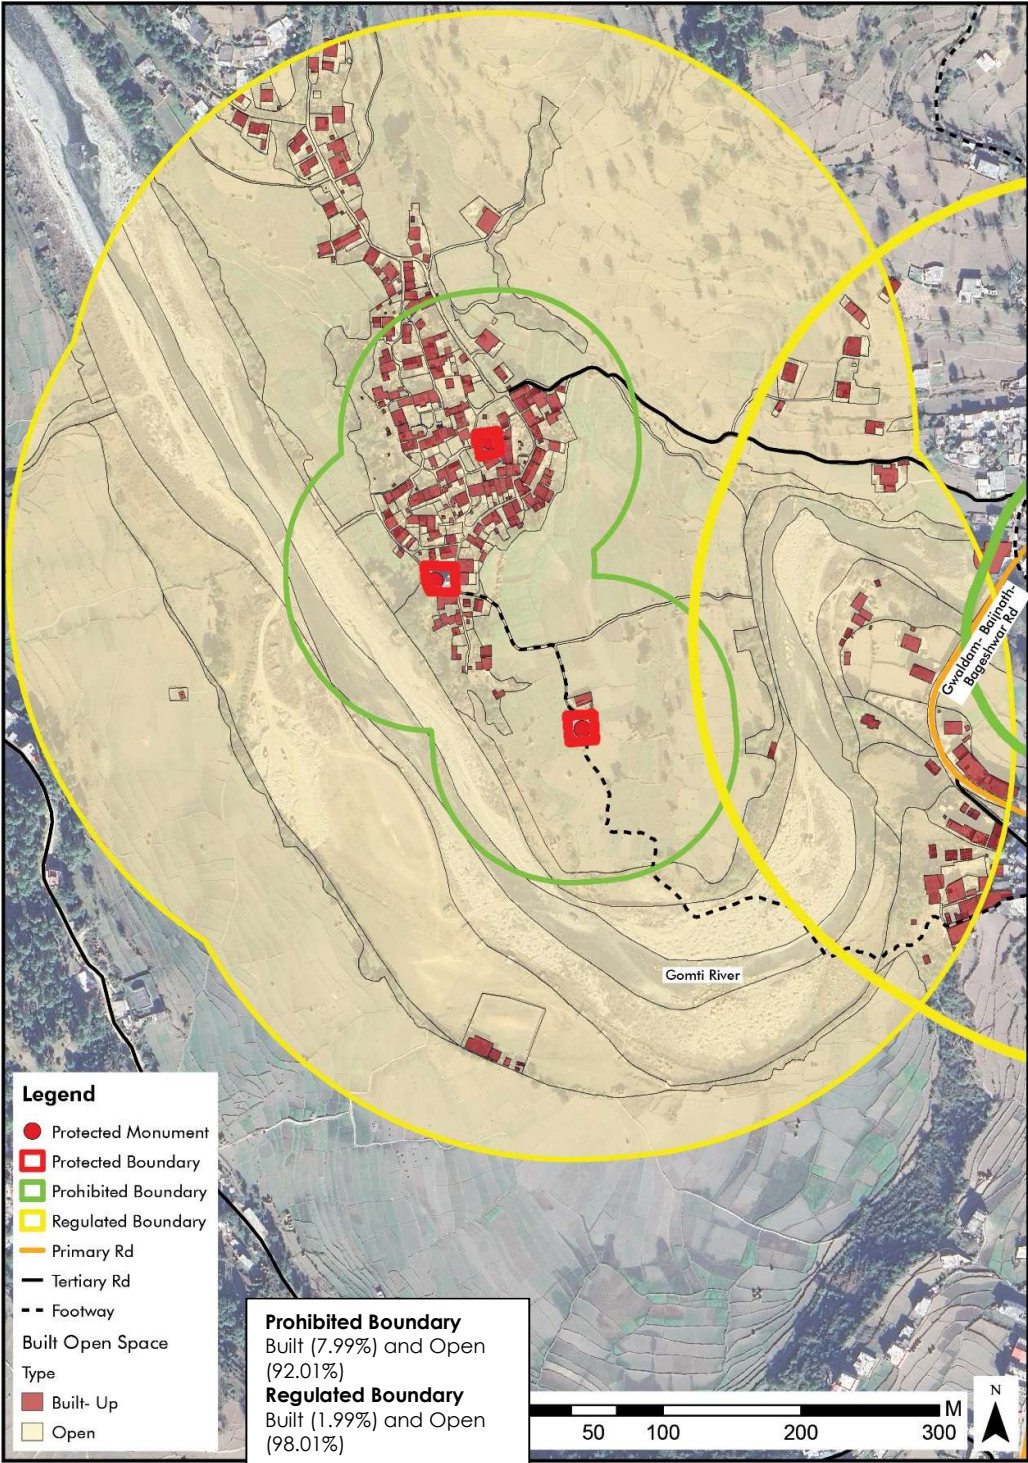 Gwaldam- Baijnath-
Bageshwar Rd
Gomti River
Legend
Protected Monument
Protected Boundary
Prohibited Boundary
Regulated Boundary
Primary Rd
Tertiary Rd
Footway
Built Open Space
Type
Built- Up
Open
Prohibited Boundary
Built (7.99%) and Open
(92.01%)
Regulated Boundary
Built (1.99%) and Open
(98.01%)
M
50 100 200 300
N